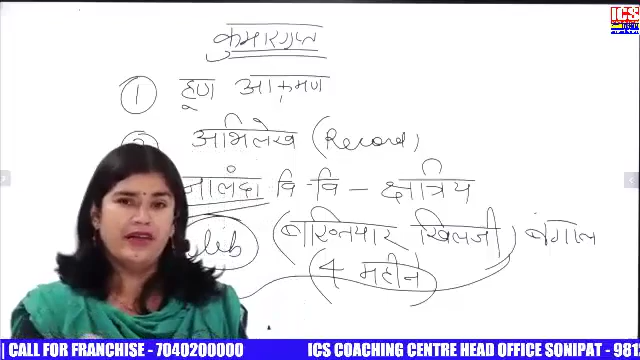 कुमारगुप्त
① हूण आक्रमण
अभिलेख (Record)
नालंदा वि-वि - क्षत्रिय
(बख्तियार खिलजी) बंगाल
(4 महीने)
ICS
| CALL FOR FRANCHISE - 7040200000 ICS COACHING CENTRE HEAD OFFICE SONIPAT - 981